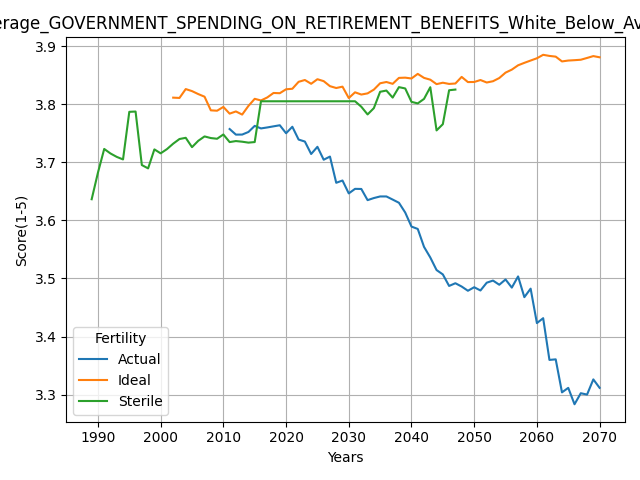 erage_GOVERNMENT_SPENDING_ON_RETIREMENT_BENEFITS_White_Below_Av
3.9
3.8
3.7
3.6
3.5
3.4
3.3
Score(1-5)
Fertility
Actual
Ideal
Sterile
1990 2000 2010 2020 2030 2040 2050 2060 2070
Years